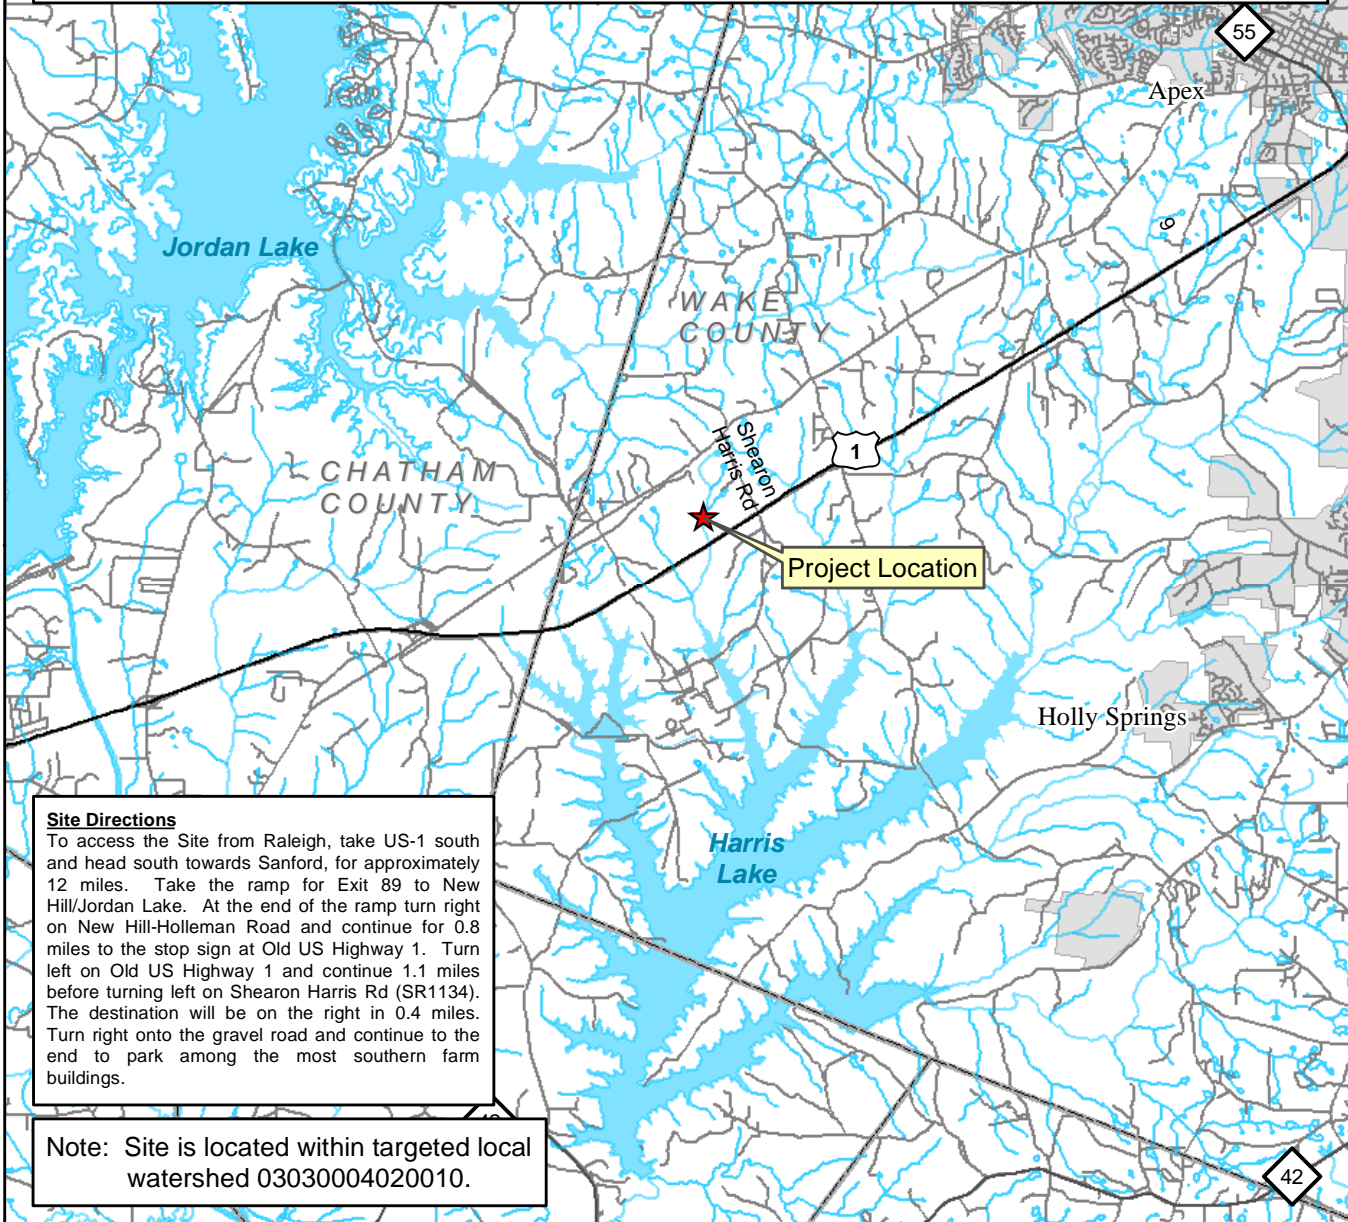 55
Apex
Jordan Lake
9
WAKE
COUNTY
Shearon
Harris Rd
1
CHATHAM
COUNTY
Project Location
Holly Springs
Harris
Lake
Site Directions
To access the Site from Raleigh, take US-1 south
and head south towards Sanford, for approximately
12 miles. Take the ramp for Exit 89 to New
Hill/Jordan Lake. At the end of the ramp turn right
on New Hill-Holleman Road and continue for 0.8
miles to the stop sign at Old US Highway 1. Turn
left on Old US Highway 1 and continue 1.1 miles
before turning left on Shearon Harris Rd (SR1134).
The destination will be on the right in 0.4 miles.
Turn right onto the gravel road and continue to the
end to park among the most southern farm
buildings.
Note: Site is located within targeted local
watershed 03030004020010.
42